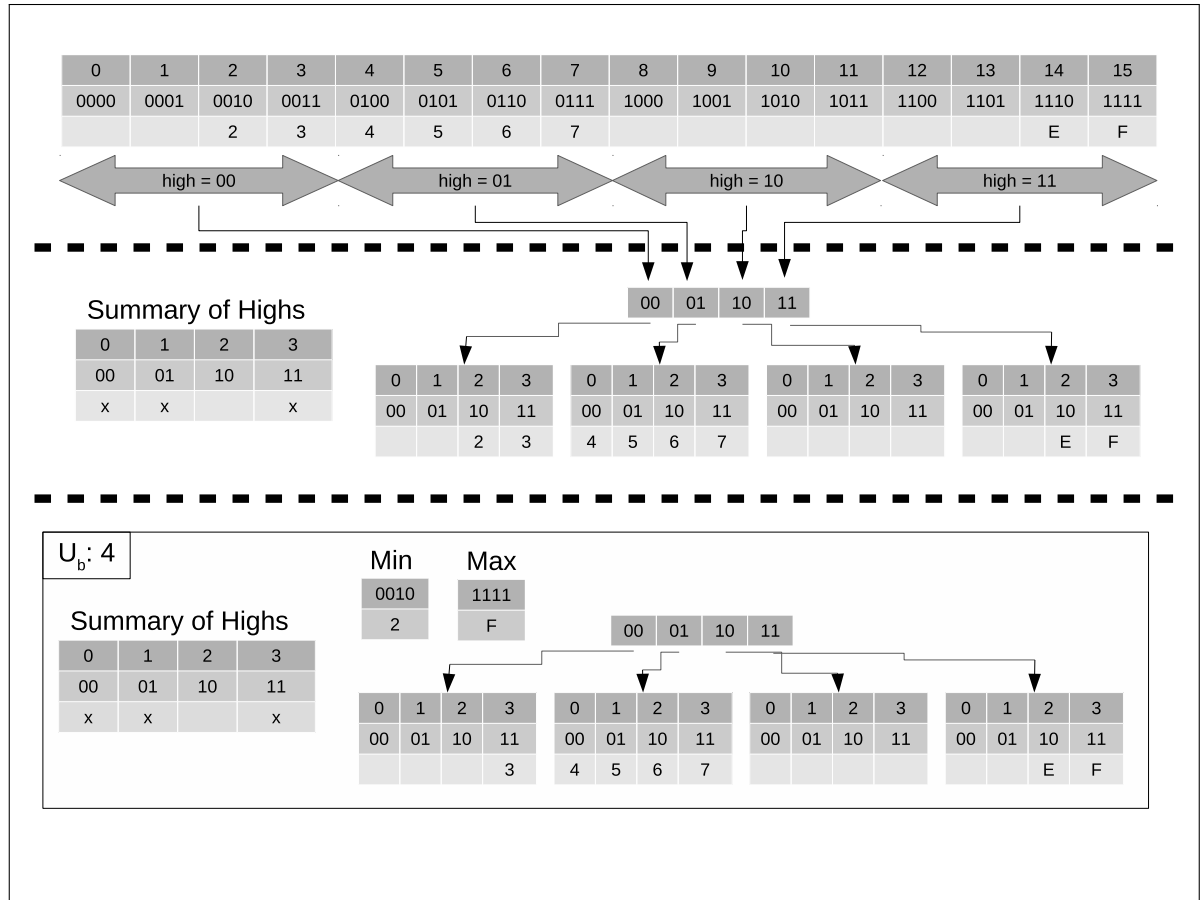 0 1 2 3 4 5 6 7 8 9 10 11 12 13 14 15
0000 0001 0010 0011 0100 0101 0110 0111 1000 1001 1010 1011 1100 1101 1110 1111
2 3 4 5 6 7 E F
high = 00 high = 01 high = 10 high = 11
00 01 10 11
Summary of Highs
0 1 2 3
00 01 10 11
x x x
0 1 2 3 0 1 2 3 0 1 2 3 0 1 2 3
00 01 10 11 00 01 10 11 00 01 10 11 00 01 10 11
2 3 4 5 6 7 E F
Ub: 4
Min Max
0010 1111
2 F
Summary of Highs
00 01 10 11
0 1 2 3
00 01 10 11
x x x
0 1 2 3 0 1 2 3 0 1 2 3 0 1 2 3
00 01 10 11 00 01 10 11 00 01 10 11 00 01 10 11
3 4 5 6 7 E F